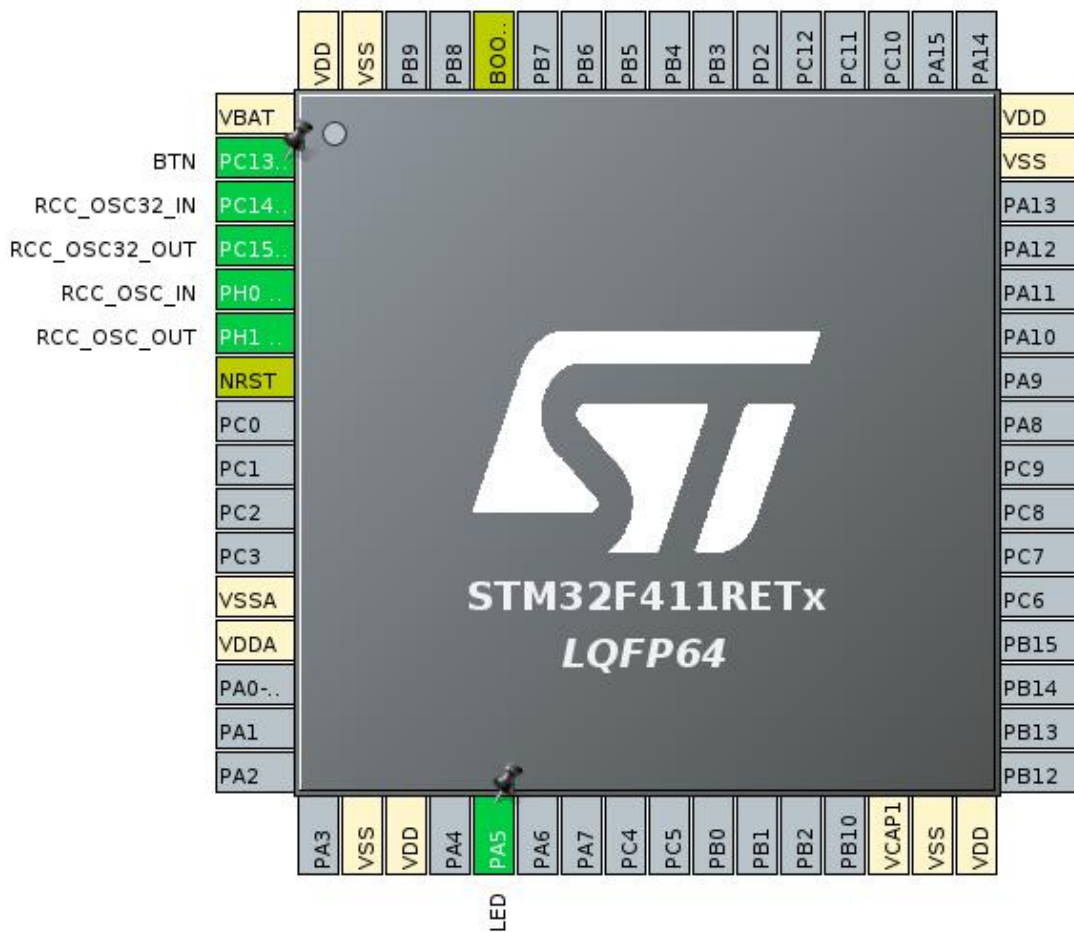 VDD
VSS
PB9
PB8
BOO..
PB7
PB6
PB5
PB4
PB3
PD2
PC12
PC11
PC10
PA15
PA14
VBAT
BTN
PC13..
RCC_OSC32_IN
PC14..
RCC_OSC32_OUT
PC15..
RCC_OSC_IN
PH0 ..
RCC_OSC_OUT
PH1 ..
NRST
PC0
PC1
PC2
PC3
VSSA
VDDA
PA0-..
PA1
PA2
ST
STM32F411RETx
LQFP64
VDD
VSS
PA13
PA12
PA11
PA10
PA9
PA8
PC9
PC8
PC7
PC6
PB15
PB14
PB13
PB12
PA3
VSS
VDD
PA4
PA5
PA6
PA7
PC4
PC5
PB0
PB1
PB2
PB10
VCAP1
VSS
VDD
LED